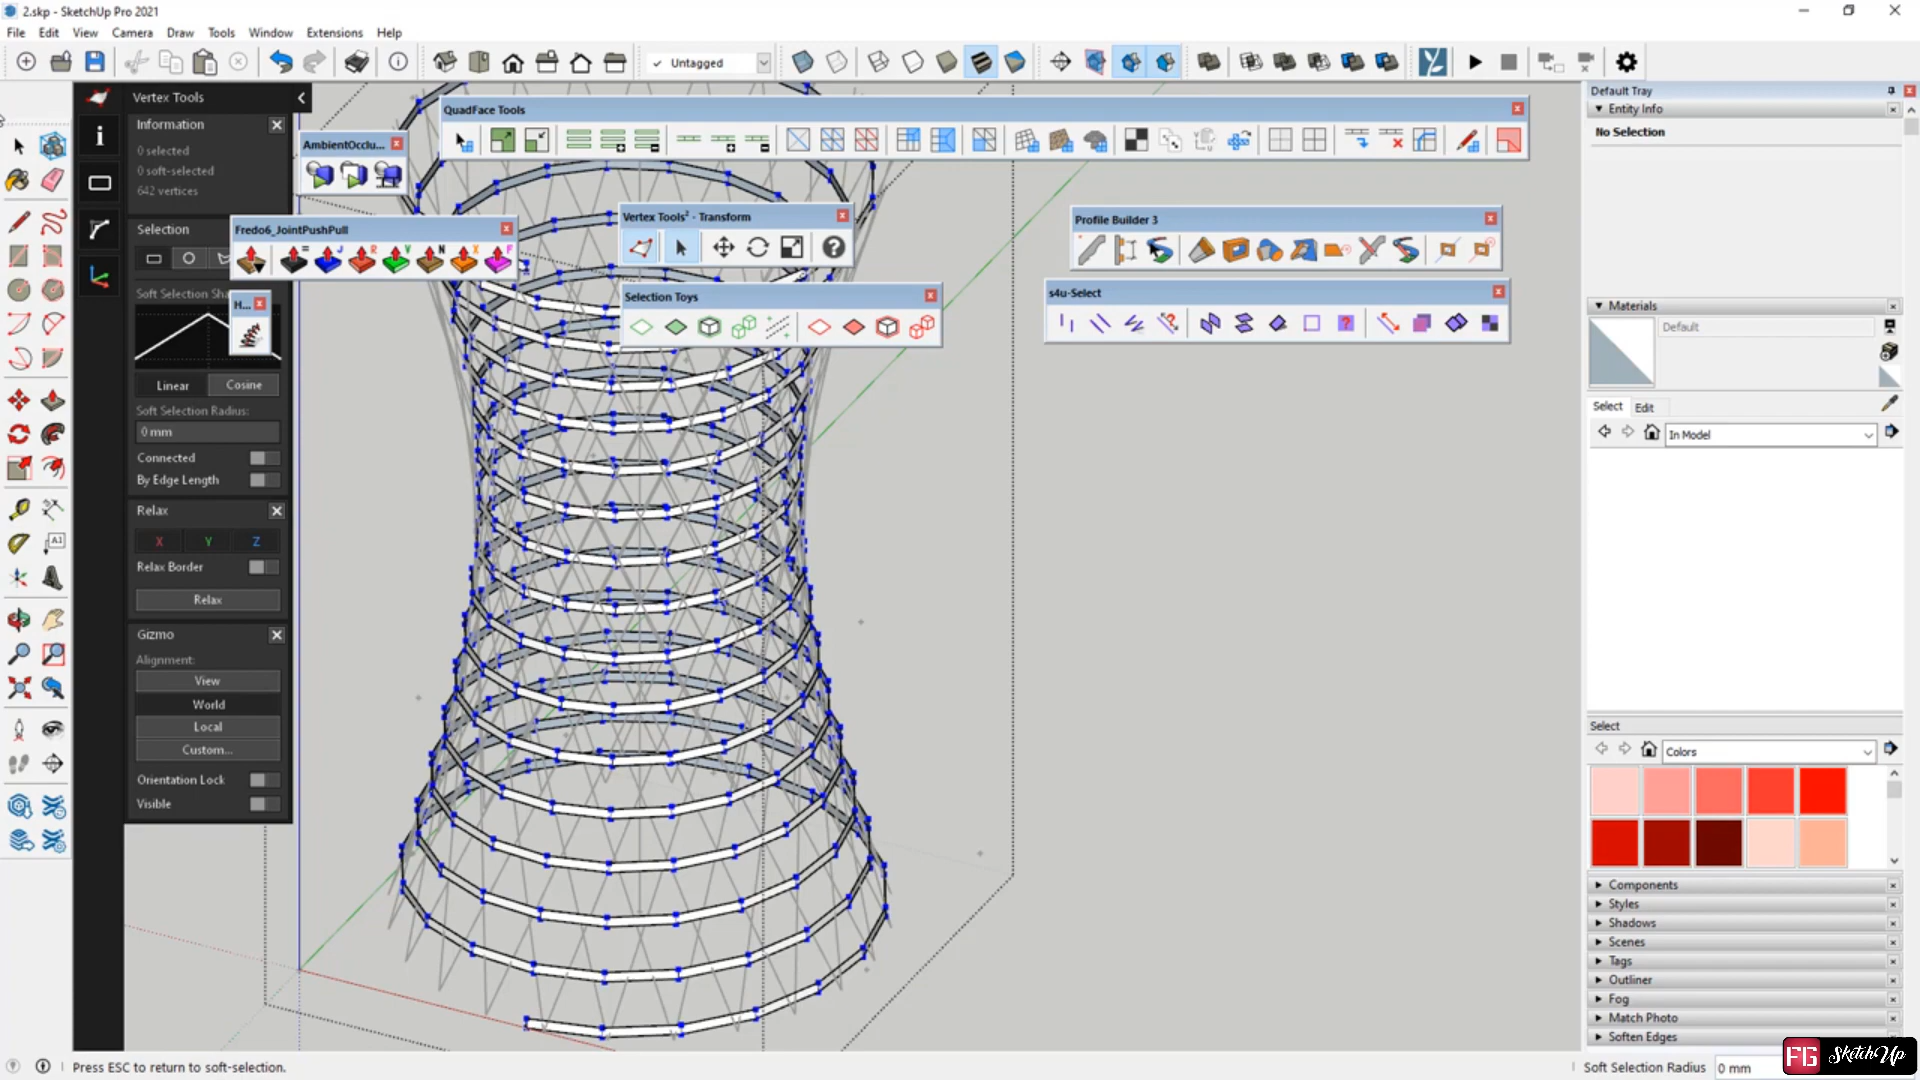 2.skp - SketchUp Pro 2021
File Edit View Camera Draw Tools Window Extensions Help
Untagged
Vertex Tools
Information
0 selected
0 soft-selected
642 vertices
Selection
Soft Selection Sha
Linear Cosine
Soft Selection Radius:
0 mm
Connected
By Edge Length
Relax
X Y Z
Relax Border
Relax
Gizmo
Alignment:
View
World
Local
Custom...
Orientation Lock
Visible
AmbientOcclu...
QuadFace Tools
Fredo6_JointPushPull
= J R V N X F
H...
Vertex Tools² - Transform
Selection Toys
Profile Builder 3
s4u-Select
Default Tray
Entity Info
No Selection
Materials
Default
Select Edit
In Model
Select
Colors
Components
Styles
Shadows
Scenes
Tags
Outliner
Fog
Match Photo
Soften Edges
Press ESC to return to soft-selection.
Soft Selection Radius 0 mm
FG SketchUp